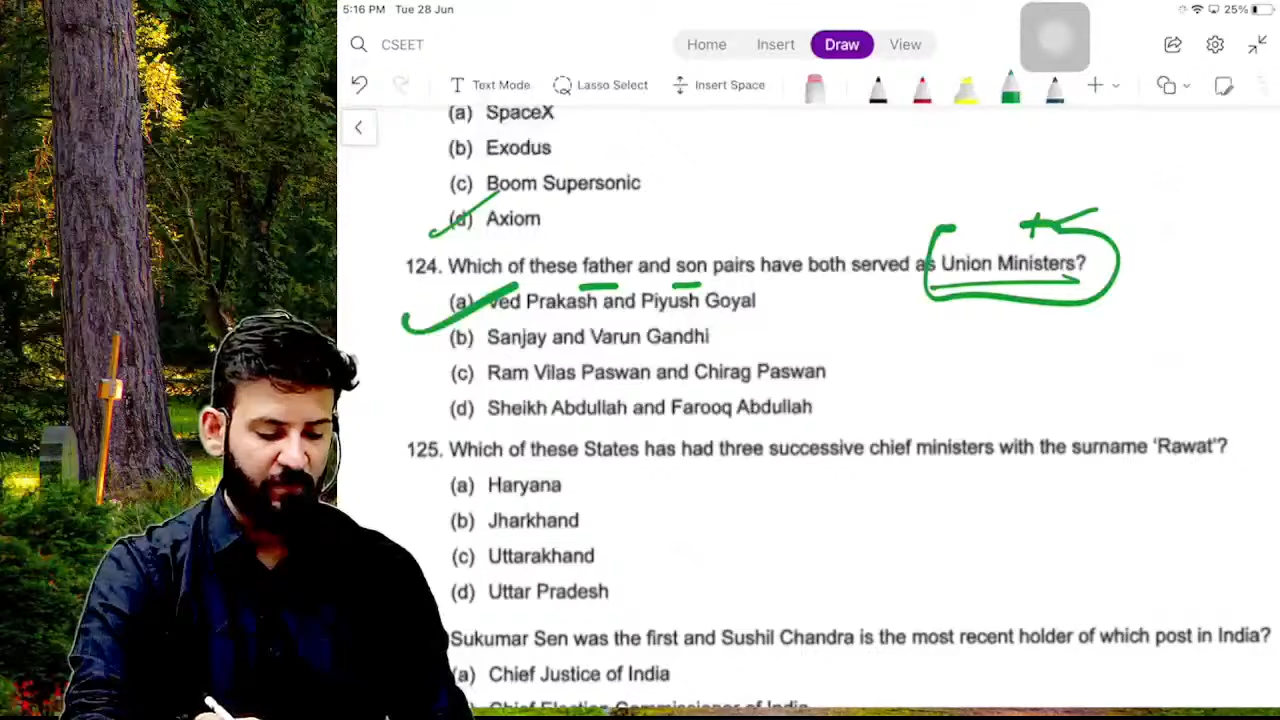 5:16 PM Tue 28 Jun
25%
CSEET
Home Insert Draw View
Text Mode Lasso Select Insert Space
(a) SpaceX
(b) Exodus
(c) Boom Supersonic
(d) Axiom
124. Which of these father and son pairs have both served as Union Ministers?
(a) Ved Prakash and Piyush Goyal
(b) Sanjay and Varun Gandhi
(c) Ram Vilas Paswan and Chirag Paswan
(d) Sheikh Abdullah and Farooq Abdullah
125. Which of these States has had three successive chief ministers with the surname ‘Rawat’?
(a) Haryana
(b) Jharkhand
(c) Uttarakhand
(d) Uttar Pradesh
Sukumar Sen was the first and Sushil Chandra is the most recent holder of which post in India?
(a) Chief Justice of India
Chief Election Commissioner of India